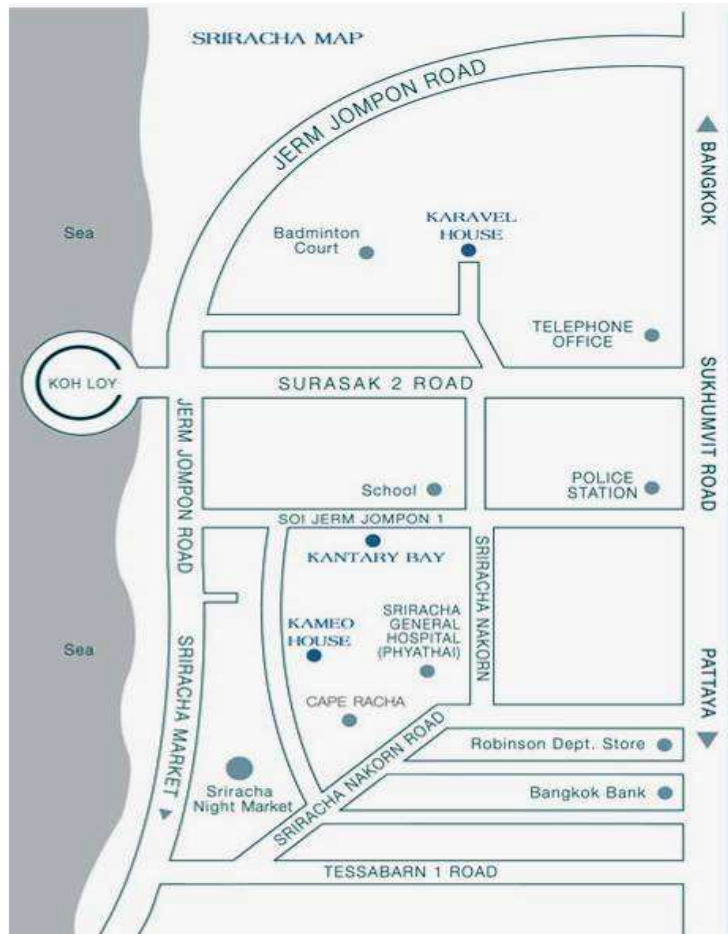 SRIRACHA MAP
JERM JOMPON ROAD
BANGKOK
Sea
Badminton
Court
KARAVEL
HOUSE
TELEPHONE
OFFICE
KOH LOY
SURASAK 2 ROAD
SUKHUMVIT ROAD
JERM JOMPON ROAD
School
POLICE
STATION
SOI JERM JOMPON 1
KANTARY BAY
SRIRACHA NAKORN
KAMEO
HOUSE
SRIRACHA
GENERAL
HOSPITAL
(PHYATHAI)
Sea
SRIRACHA MARKET
PATTAYA
CAPE RACHA
SRIRACHA NAKORN ROAD
Robinson Dept. Store
Sriracha
Night Market
Bangkok Bank
TESSABARN 1 ROAD